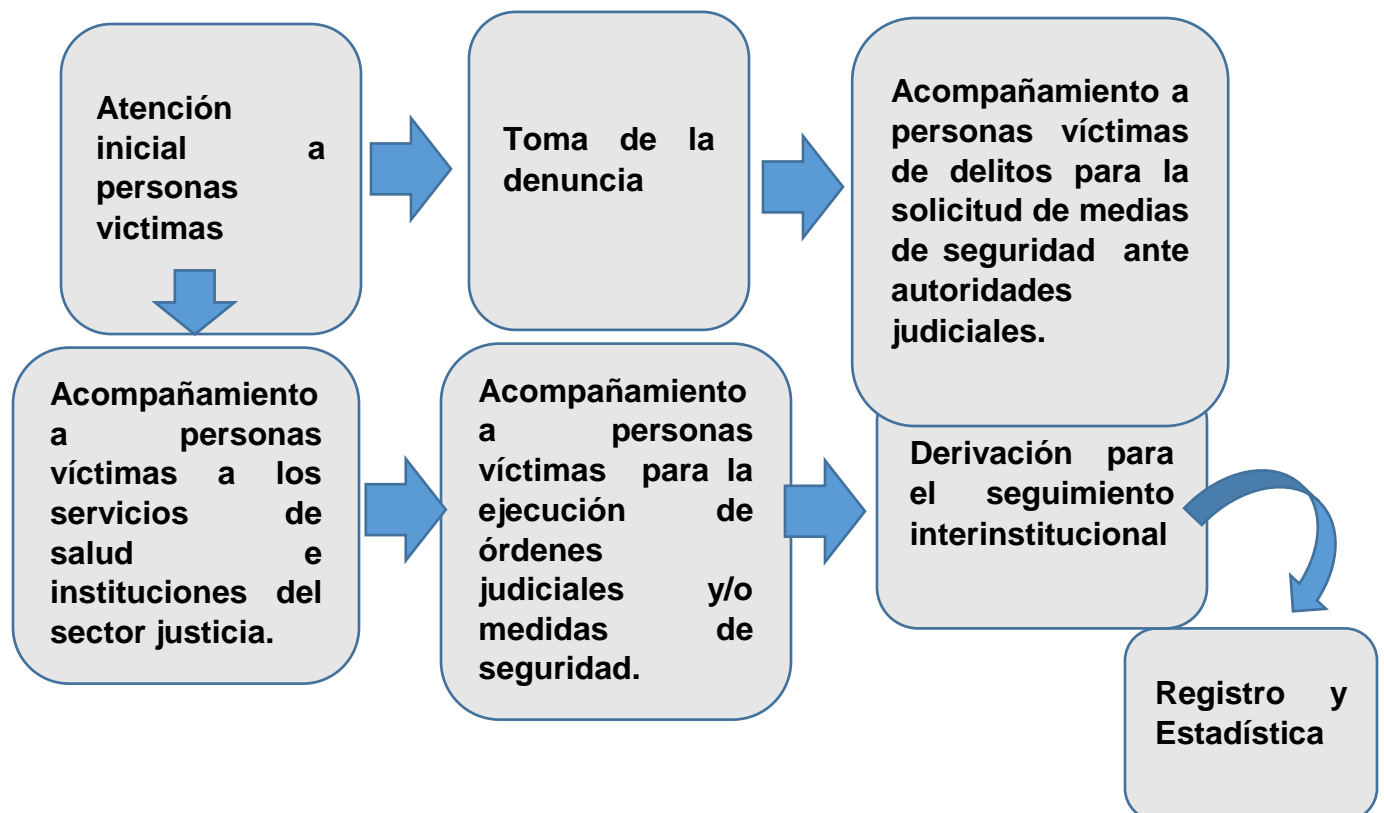 Atención
inicial a
personas
victimas
Toma de la
denuncia
Acompañamiento a
personas víctimas
de delitos para la
solicitud de medias
de seguridad ante
autoridades
judiciales.
Acompañamiento
a personas
víctimas a los
servicios de
salud e
instituciones del
sector justicia.
Acompañamiento
a personas
víctimas para la
ejecución de
órdenes
judiciales y/o
medidas de
seguridad.
Derivación para
el seguimiento
interinstitucional
Registro y
Estadística